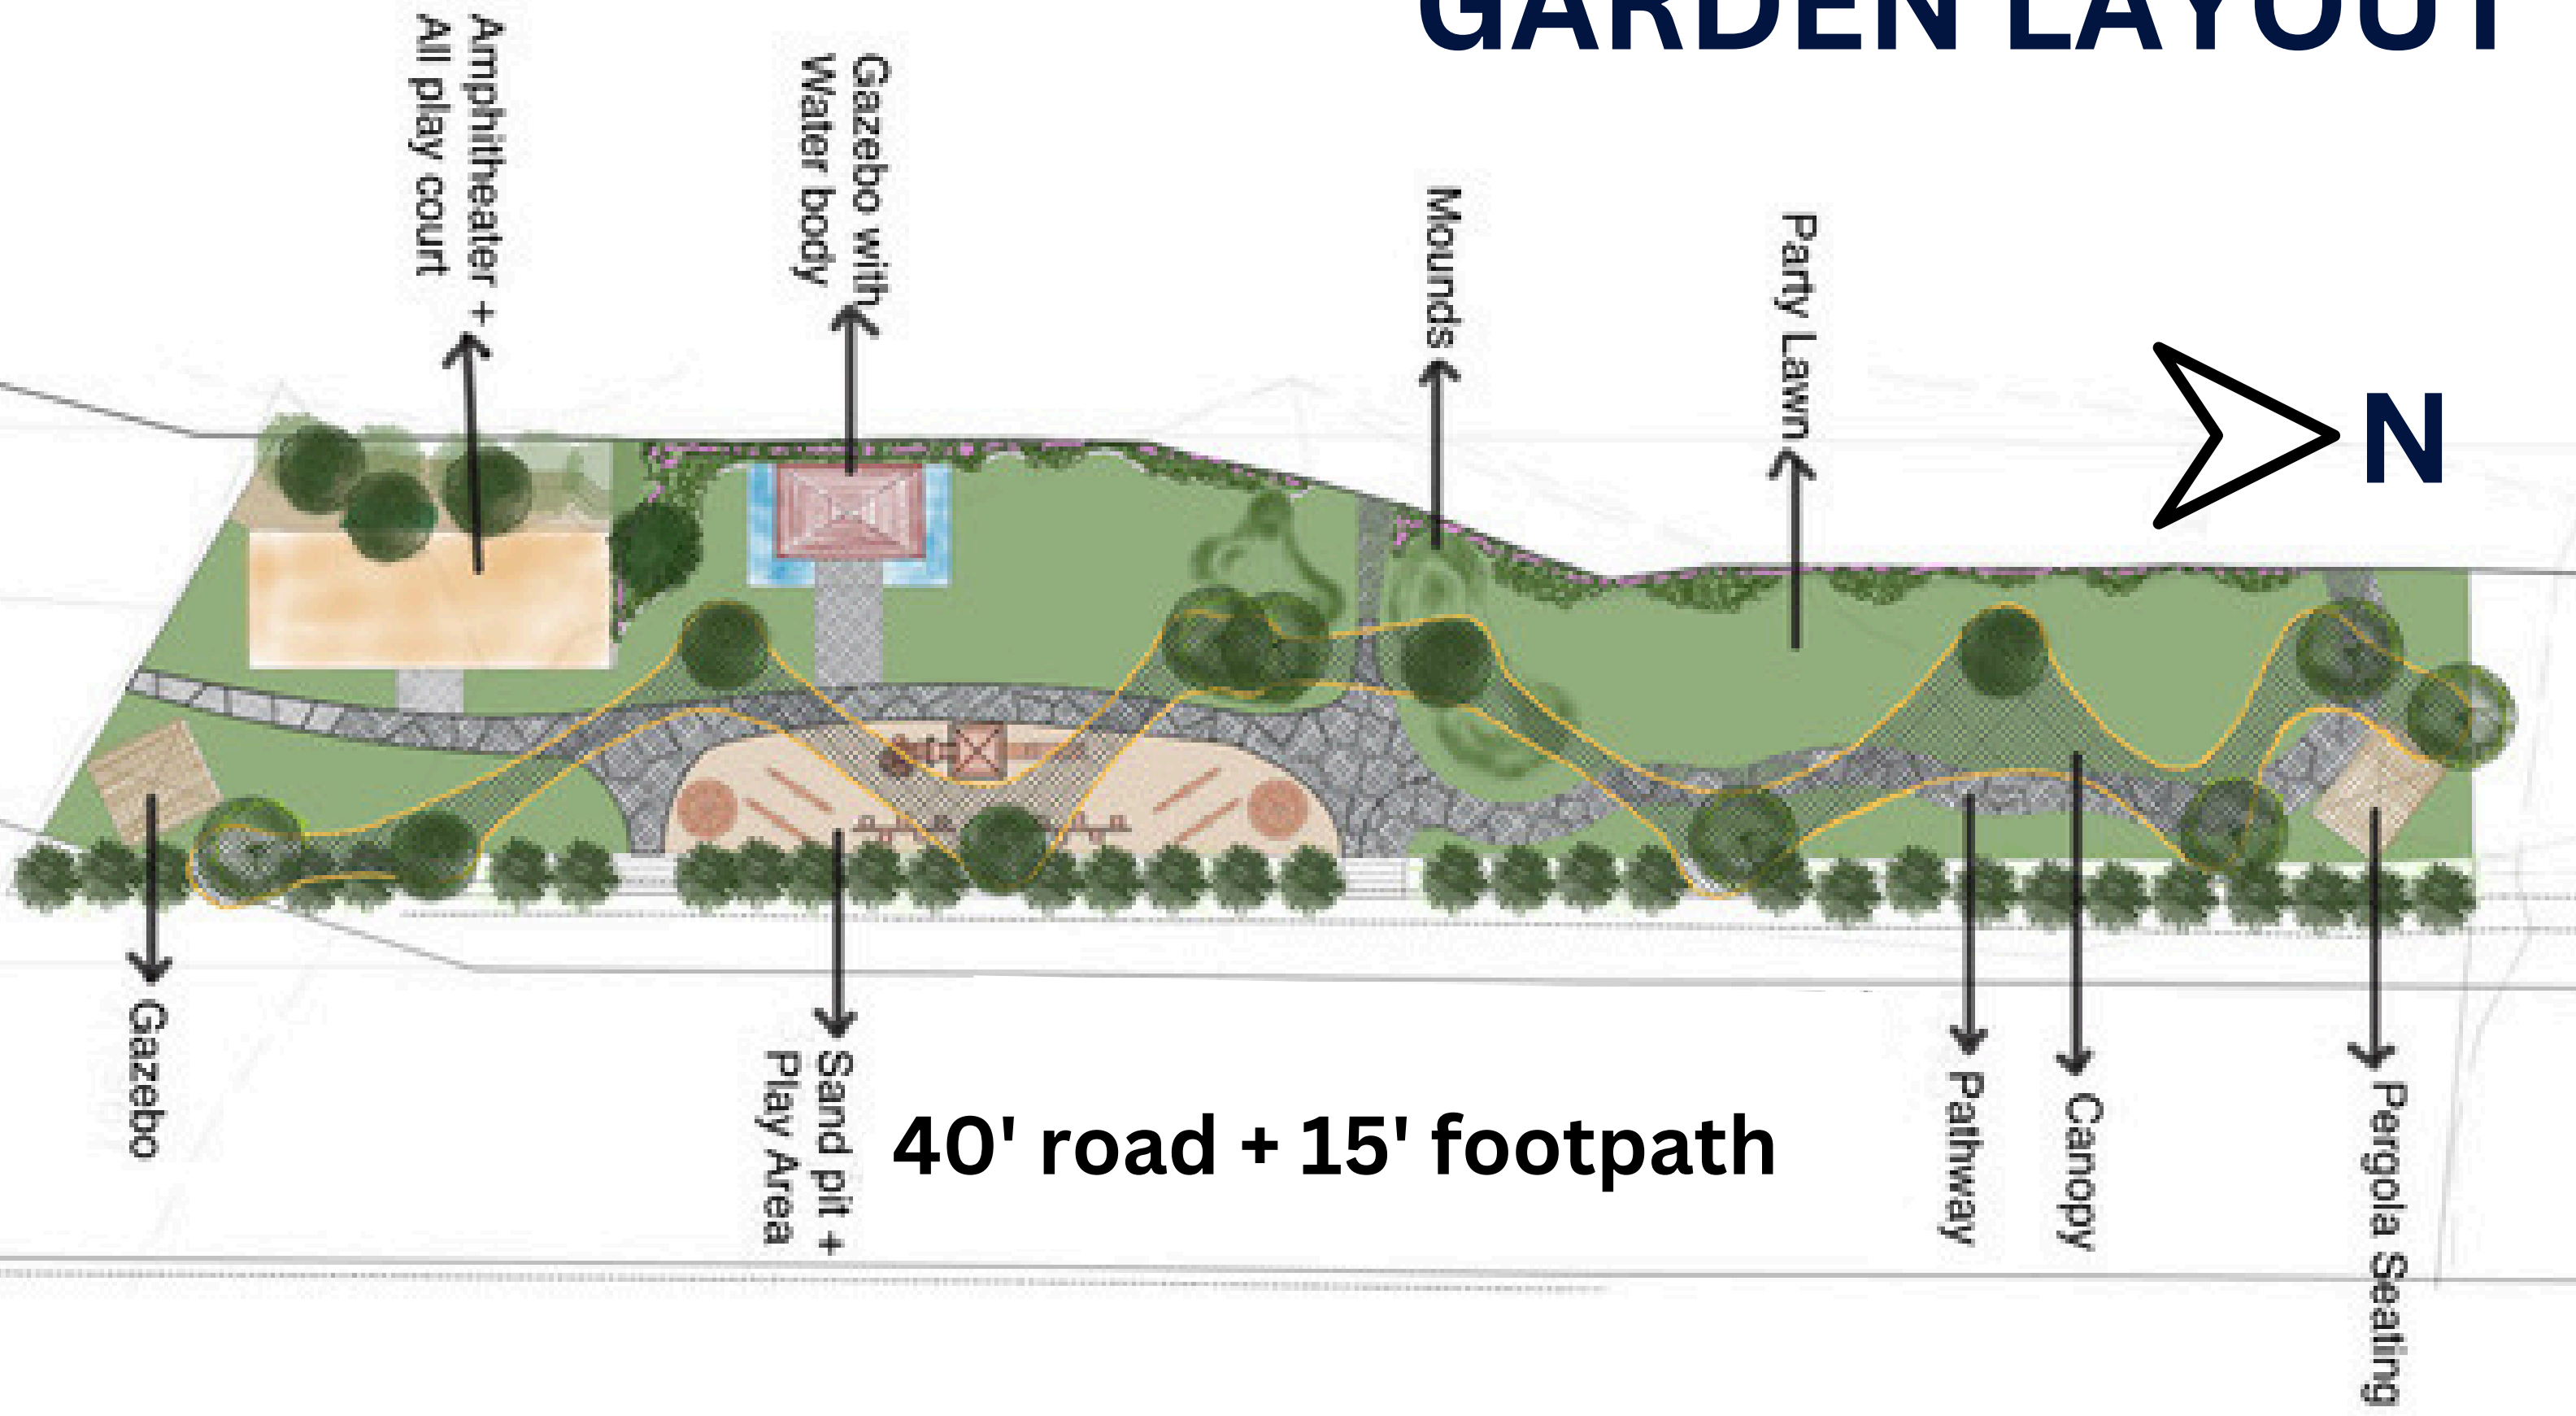 GARDEN LAYOUT
Amphitheater +
All play court
Gazebo with
Water body
Mounds
Party Lawn
N
Gazebo
Sand pit +
Play Area
40' road + 15' footpath
Pathway
Canopy
Pergola Seating